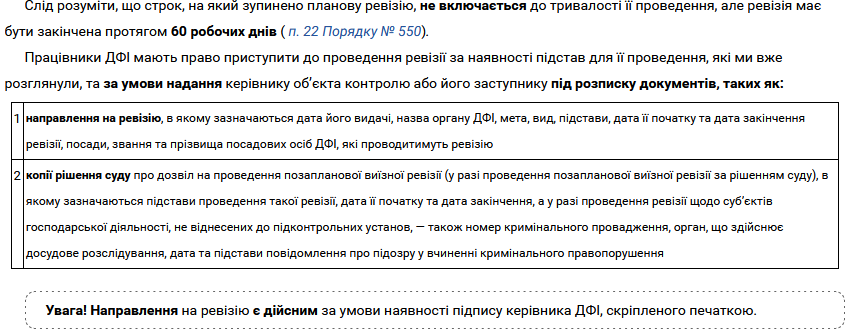 Слід розуміти, що строк, на який зупинено планову ревізію, не включається до тривалості її проведення, але ревізія має
бути закінчена протягом 60 робочих днів ( п. 22 Порядку № 550).
Працівники ДФІ мають право приступити до проведення ревізії за наявності підстав для її проведення, які ми вже
розглянули, та за умови надання керівнику об’єкта контролю або його заступнику під розписку документів, таких як:
1 направлення на ревізію, в якому зазначаються дата його видачі, назва органу ДФІ, мета, вид, підстави, дата її початку та дата закінчення
ревізії, посади, звання та прізвища посадових осіб ДФІ, які проводитимуть ревізію
2 копії рішення суду про дозвіл на проведення позапланової виїзної ревізії (у разі проведення позапланової виїзної ревізії за рішенням суду), в
якому зазначаються підстави проведення такої ревізії, дата її початку та дата закінчення, а у разі проведення ревізії щодо суб’єктів
господарської діяльності, не віднесених до підконтрольних установ, — також номер кримінального провадження, орган, що здійснює
досудове розслідування, дата та підстави повідомлення про підозру у вчиненні кримінального правопорушення
Увага! Направлення на ревізію є дійсним за умови наявності підпису керівника ДФІ, скріпленого печаткою.